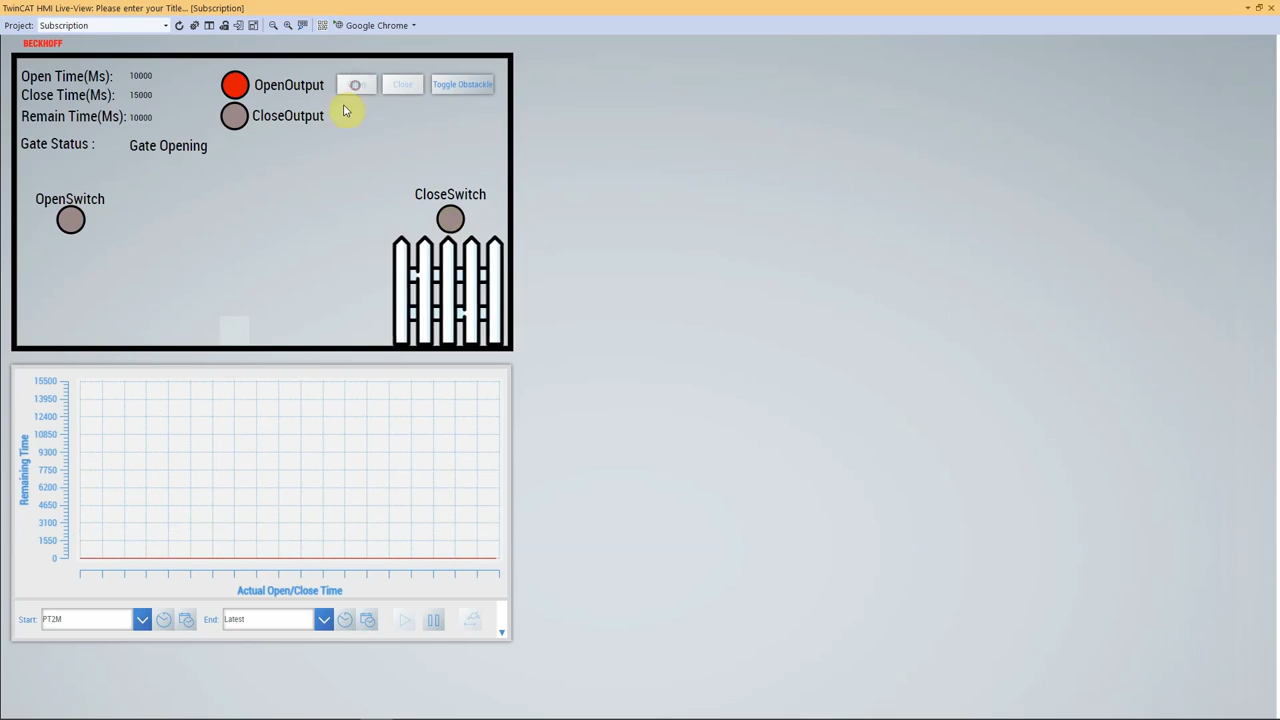 TwinCAT HMI Live-View: Please enter your Title... [Subscription]
Project: Subscription Google Chrome
BECKHOFF
Open Time(Ms): 10000
Close Time(Ms): 15000
Remain Time(Ms): 10000
Gate Status : Gate Opening
OpenOutput
CloseOutput
Close Toggle Obstackle
OpenSwitch
CloseSwitch
15500
13950
12400
10850
9300
7750
6200
4650
3100
1550
0
Remaining Time
Actual Open/Close Time
Start: PT2M End: Latest